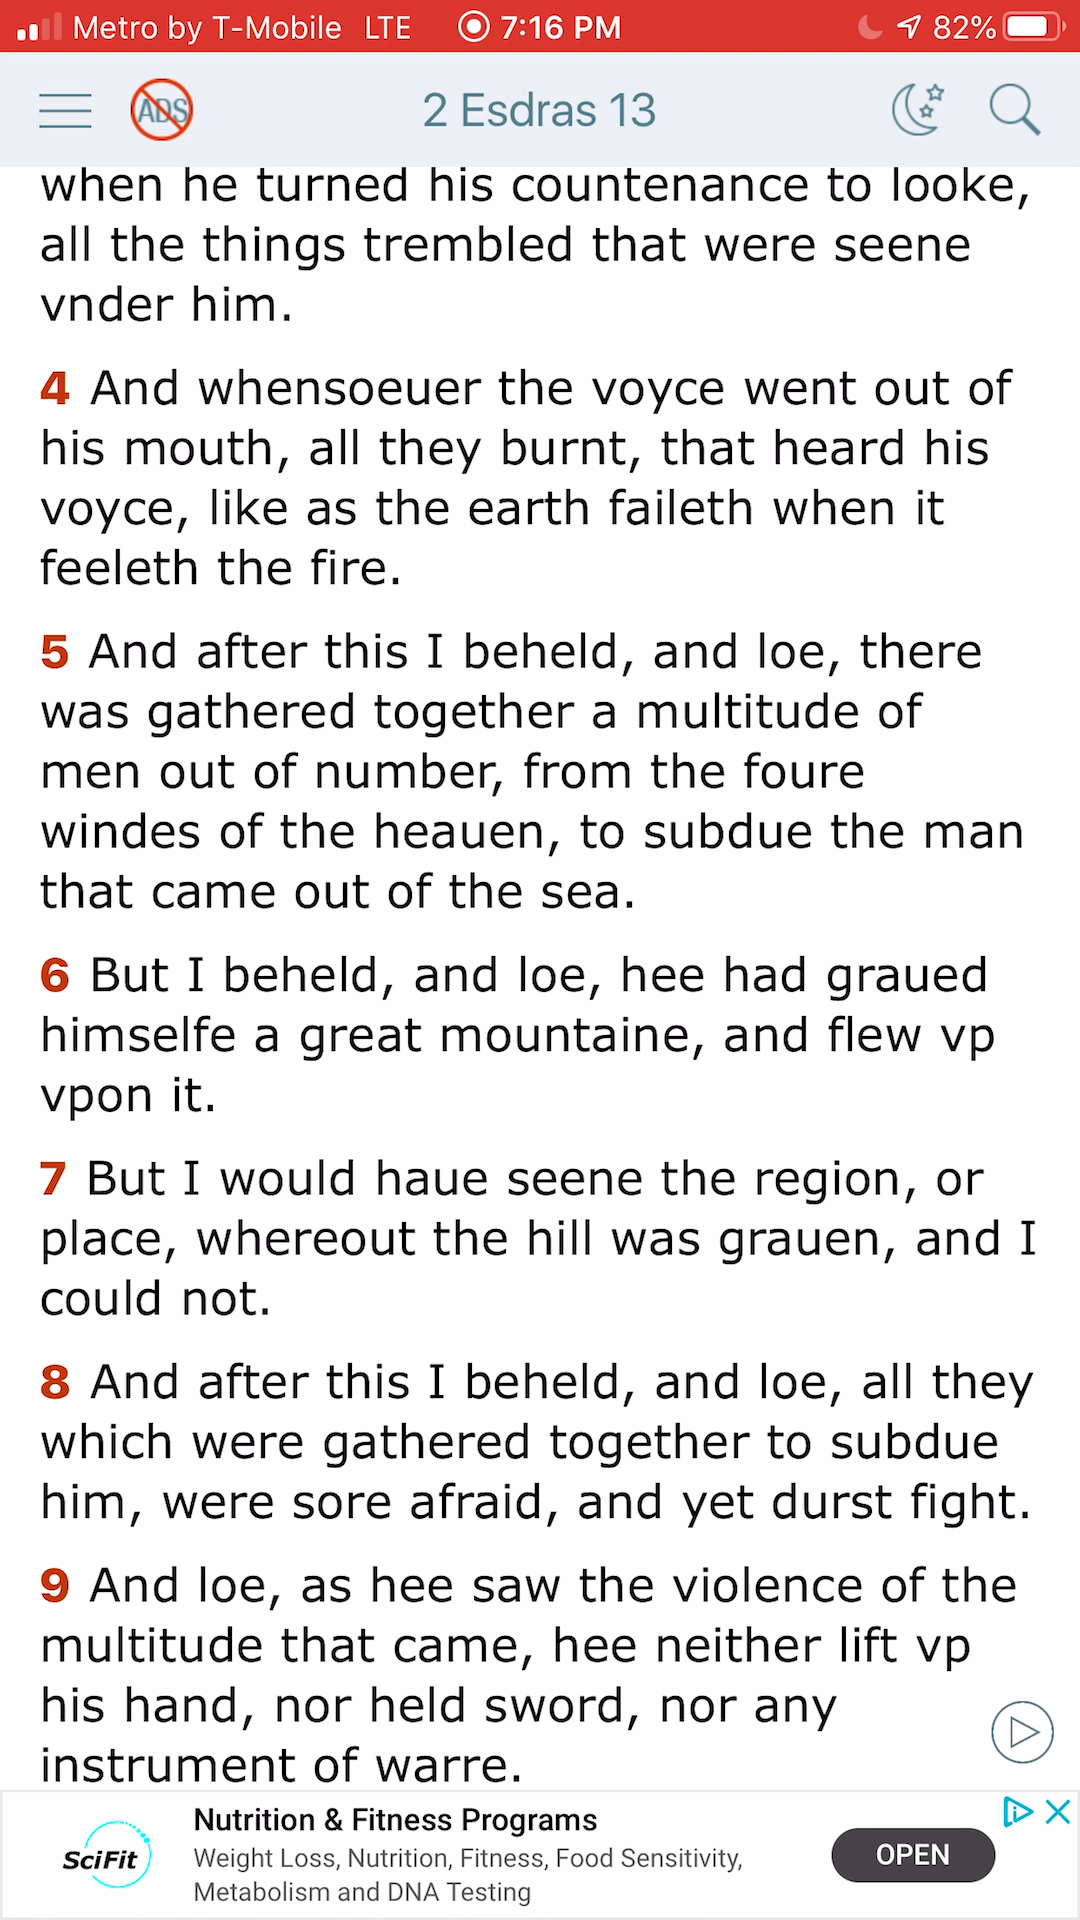 Metro by T-Mobile LTE 7:16 PM 82%
ADS 2 Esdras 13
when he turned his countenance to looke,
all the things trembled that were seene
vnder him.
4 And whensoeuer the voyce went out of
his mouth, all they burnt, that heard his
voyce, like as the earth faileth when it
feeleth the fire.
5 And after this I beheld, and loe, there
was gathered together a multitude of
men out of number, from the foure
windes of the heauen, to subdue the man
that came out of the sea.
6 But I beheld, and loe, hee had graued
himselfe a great mountaine, and flew vp
vpon it.
7 But I would haue seene the region, or
place, whereout the hill was grauen, and I
could not.
8 And after this I beheld, and loe, all they
which were gathered together to subdue
him, were sore afraid, and yet durst fight.
9 And loe, as hee saw the violence of the
multitude that came, hee neither lift vp
his hand, nor held sword, nor any
instrument of warre.
Nutrition & Fitness Programs
SciFit
Weight Loss, Nutrition, Fitness, Food Sensitivity,
Metabolism and DNA Testing
OPEN